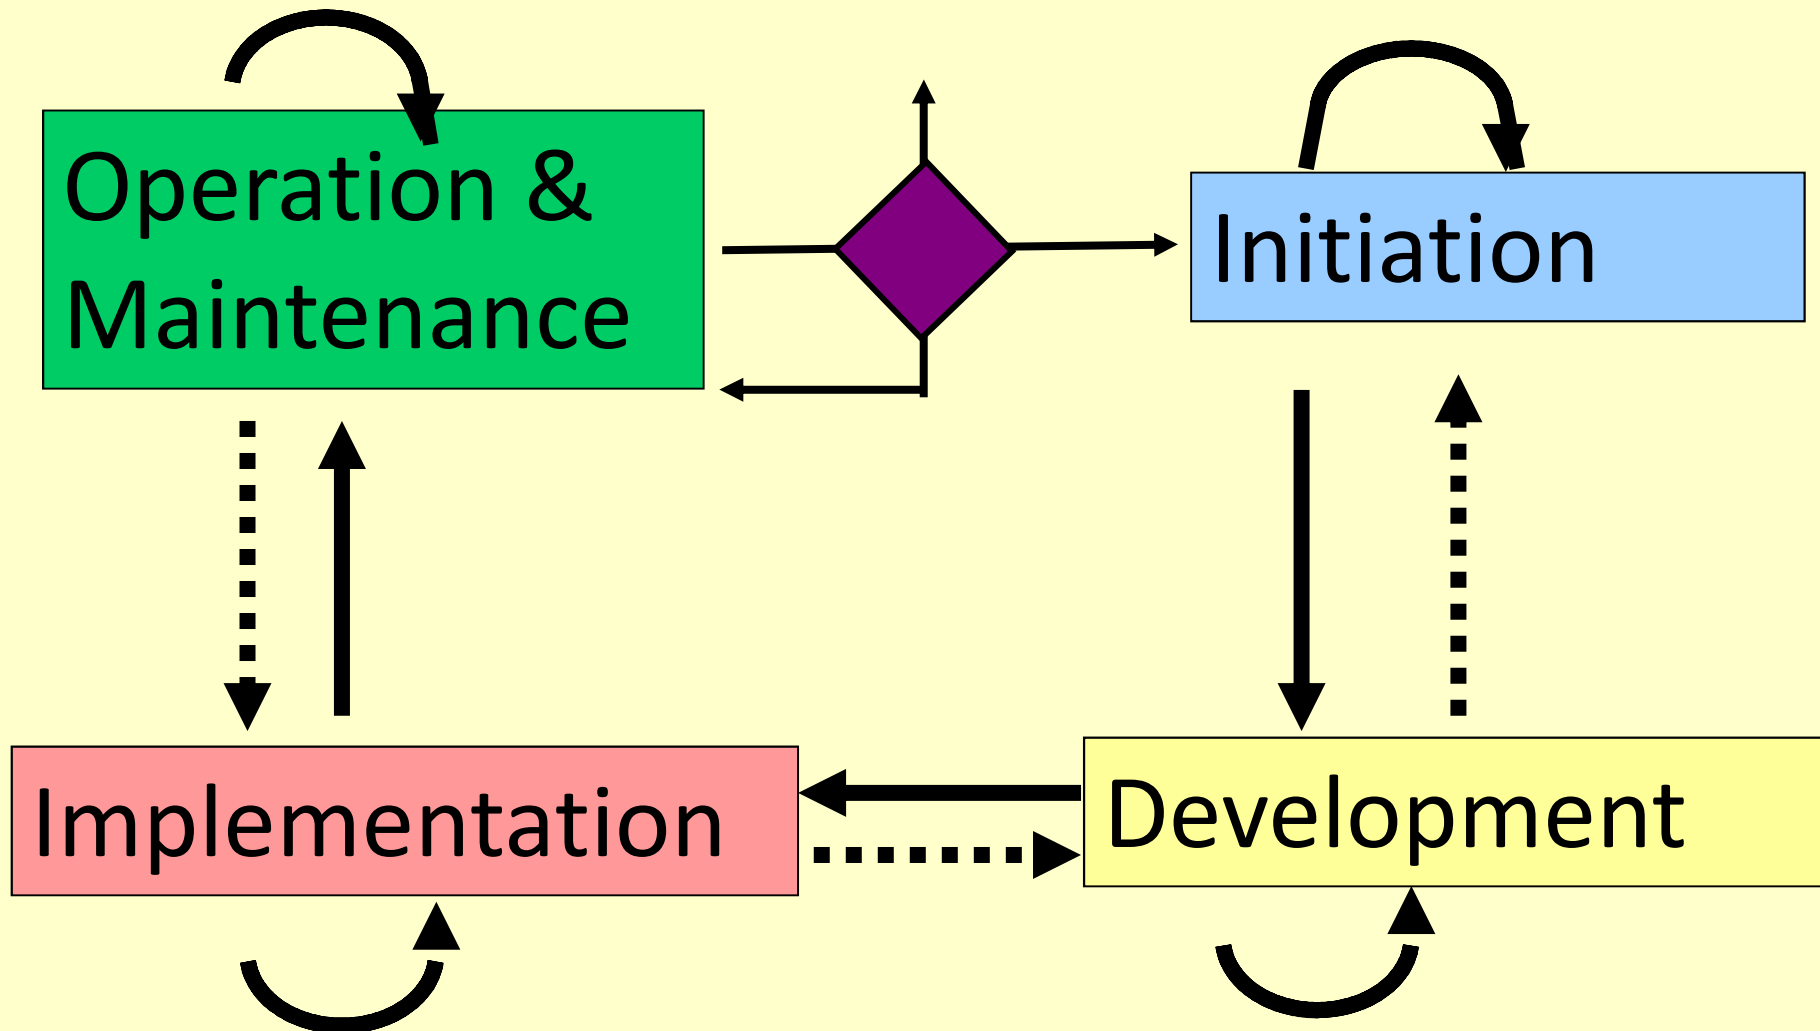 Operation &
Maintenance
Initiation
Implementation
Development